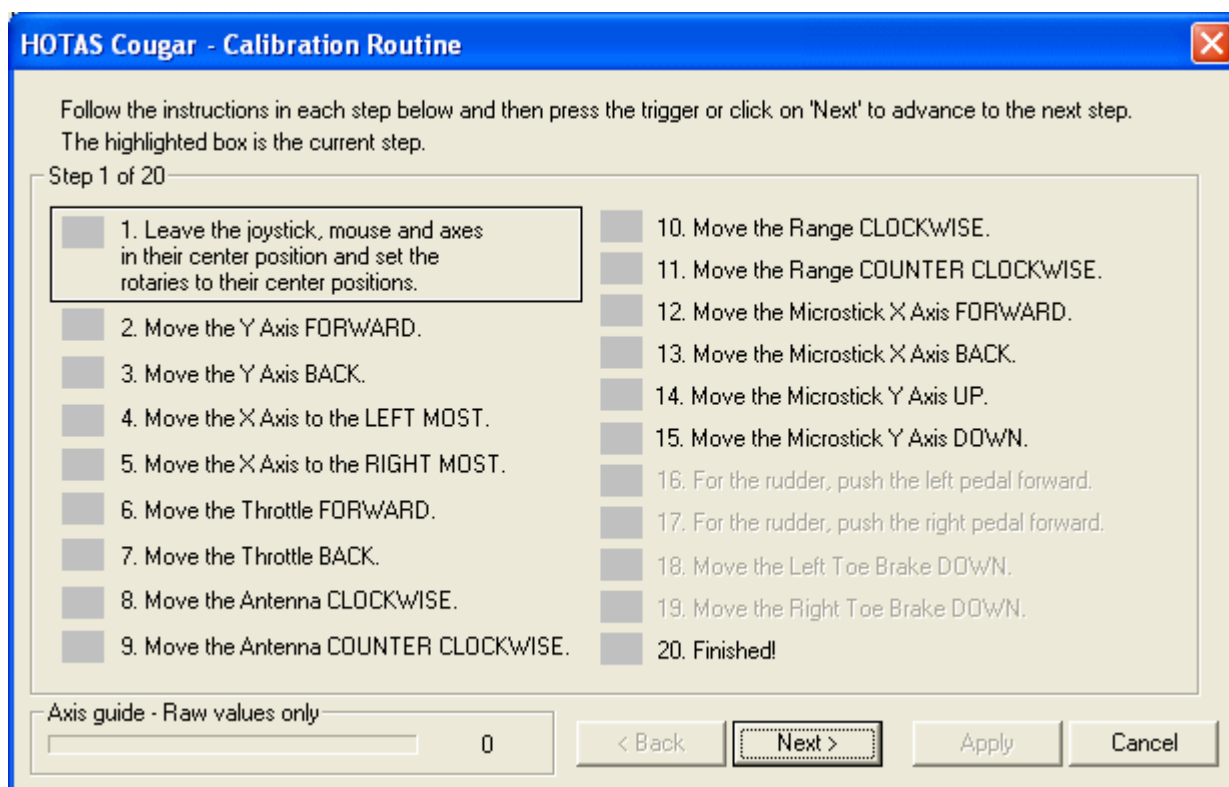 HOTAS Cougar - Calibration Routine
Follow the instructions in each step below and then press the trigger or click on 'Next' to advance to the next step.
The highlighted box is the current step.
Step 1 of 20
1. Leave the joystick, mouse and axes
in their center position and set the
rotaries to their center positions.
2. Move the Y Axis FORWARD.
3. Move the Y Axis BACK.
4. Move the X Axis to the LEFT MOST.
5. Move the X Axis to the RIGHT MOST.
6. Move the Throttle FORWARD.
7. Move the Throttle BACK.
8. Move the Antenna CLOCKWISE.
9. Move the Antenna COUNTER CLOCKWISE.
10. Move the Range CLOCKWISE.
11. Move the Range COUNTER CLOCKWISE.
12. Move the Microstick X Axis FORWARD.
13. Move the Microstick X Axis BACK.
14. Move the Microstick Y Axis UP.
15. Move the Microstick Y Axis DOWN.
16. For the rudder, push the left pedal forward.
17. For the rudder, push the right pedal forward.
18. Move the Left Toe Brake DOWN.
19. Move the Right Toe Brake DOWN.
20. Finished!
Axis guide - Raw values only
0
< Back
Next >
Apply
Cancel